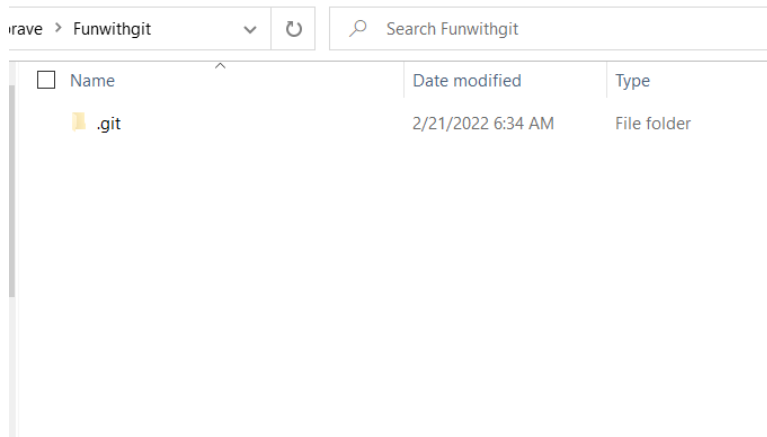 rave > Funwithgit
Search Funwithgit
Name
Date modified
Type
.git
2/21/2022 6:34 AM
File folder